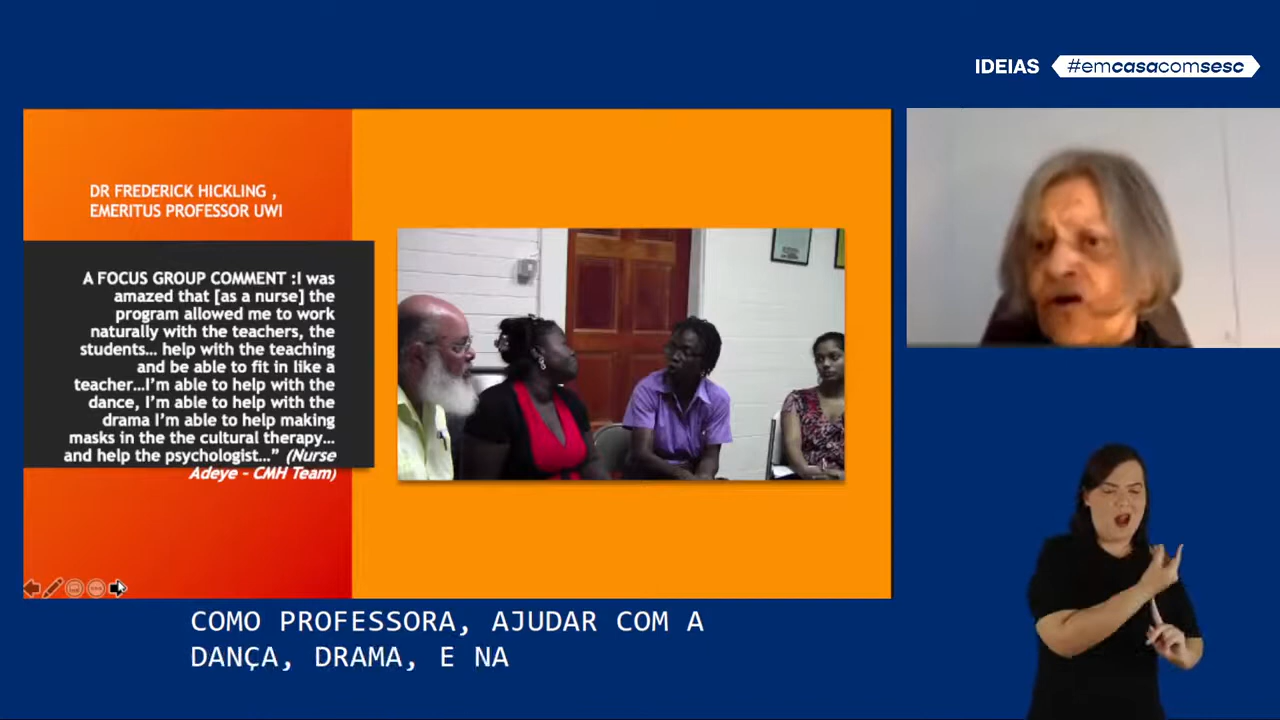 IDEIAS #emcasacomsesc
DR FREDERICK HICKLING ,
EMERITUS PROFESSOR UWI
A FOCUS GROUP COMMENT :I was
amazed that [as a nurse] the
program allowed me to work
naturally with the teachers, the
students... help with the teaching
and be able to fit in like a
teacher...I'm able to help with the
dance, I'm able to help with the
drama I'm able to help making
masks in the the cultural therapy...
and help the psychologist..." (Nurse
Adeye - CMH Team)
COMO PROFESSORA, AJUDAR COM A
DANÇA, DRAMA, E NA